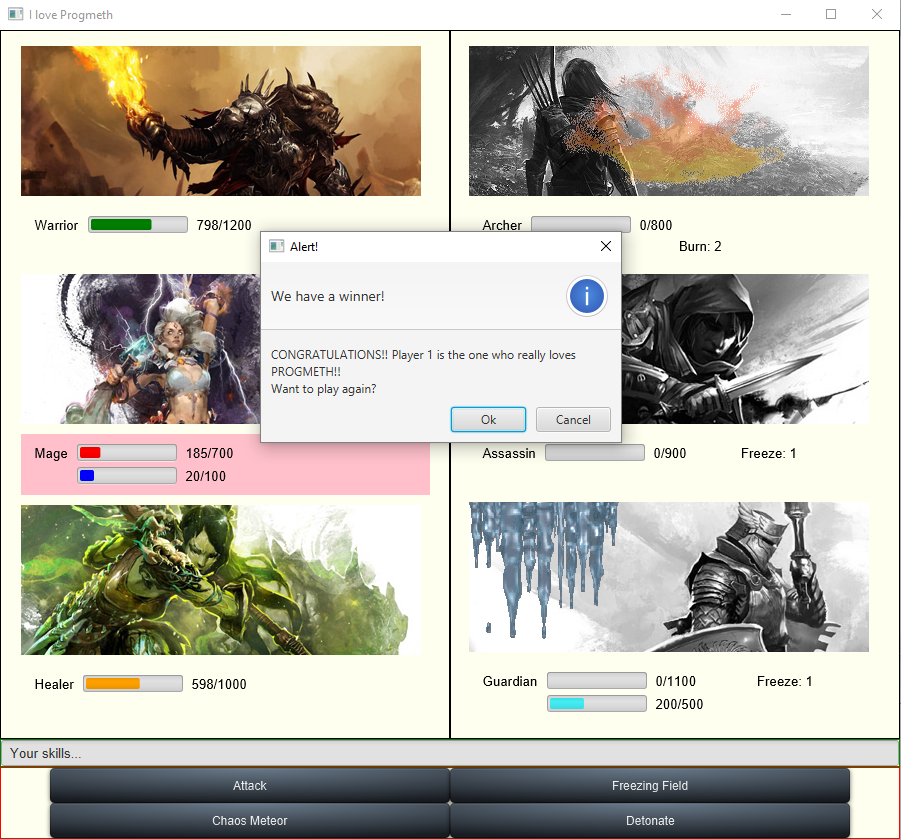 I love Progmeth
Warrior 798/1200
Archer 0/800
Burn: 2
Alert!
We have a winner!
CONGRATULATIONS!! Player 1 is the one who really loves
PROGMETH!!
Want to play again?
Ok Cancel
Mage 185/700
20/100
Assassin 0/900 Freeze: 1
Healer 598/1000
Guardian 0/1100 Freeze: 1
200/500
Your skills...
Attack Freezing Field
Chaos Meteor Detonate